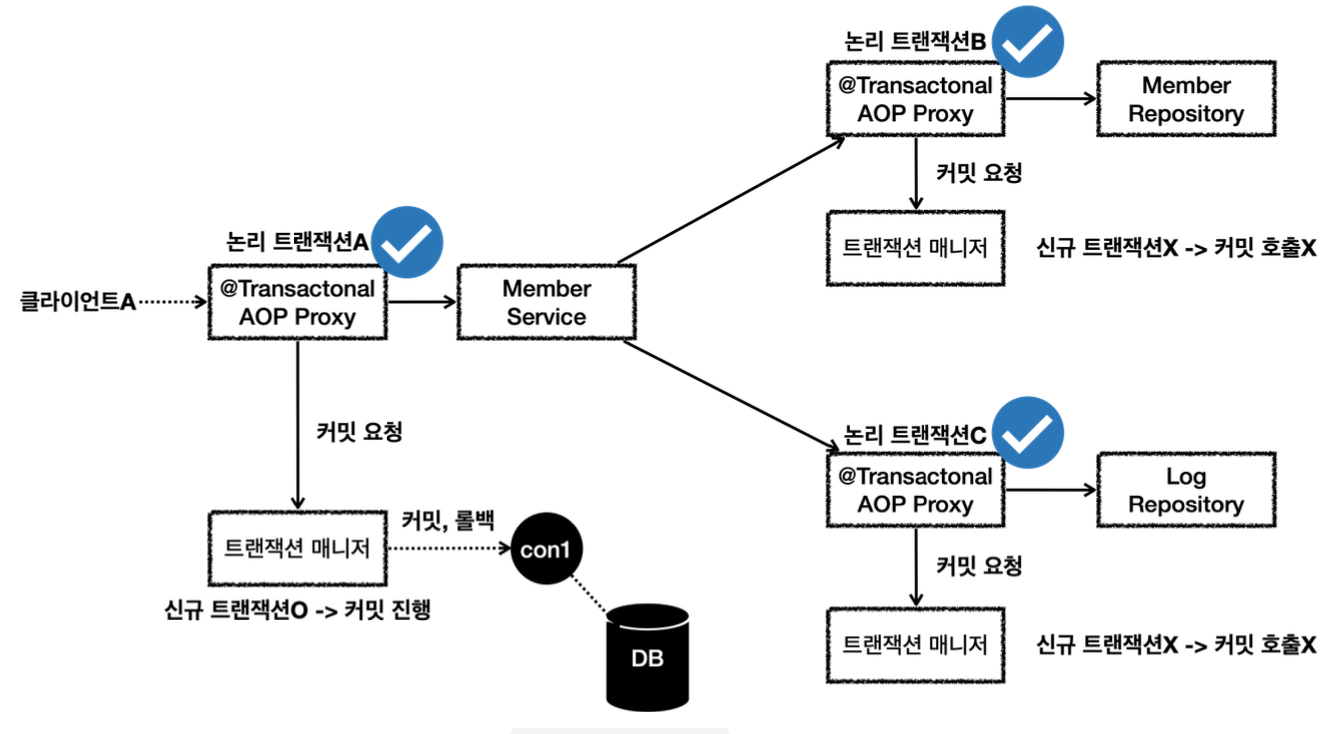 논리 트랜잭션B
@Transactonal
AOP Proxy
Member
Repository
커밋 요청
트랜잭션 매니저
신규 트랜잭션X -> 커밋 호출X
논리 트랜잭션A
클라이언트A
@Transactonal
AOP Proxy
Member
Service
커밋 요청
트랜잭션 매니저
커밋, 롤백
con1
신규 트랜잭션O -> 커밋 진행
DB
논리 트랜잭션C
@Transactonal
AOP Proxy
Log
Repository
커밋 요청
트랜잭션 매니저
신규 트랜잭션X -> 커밋 호출X